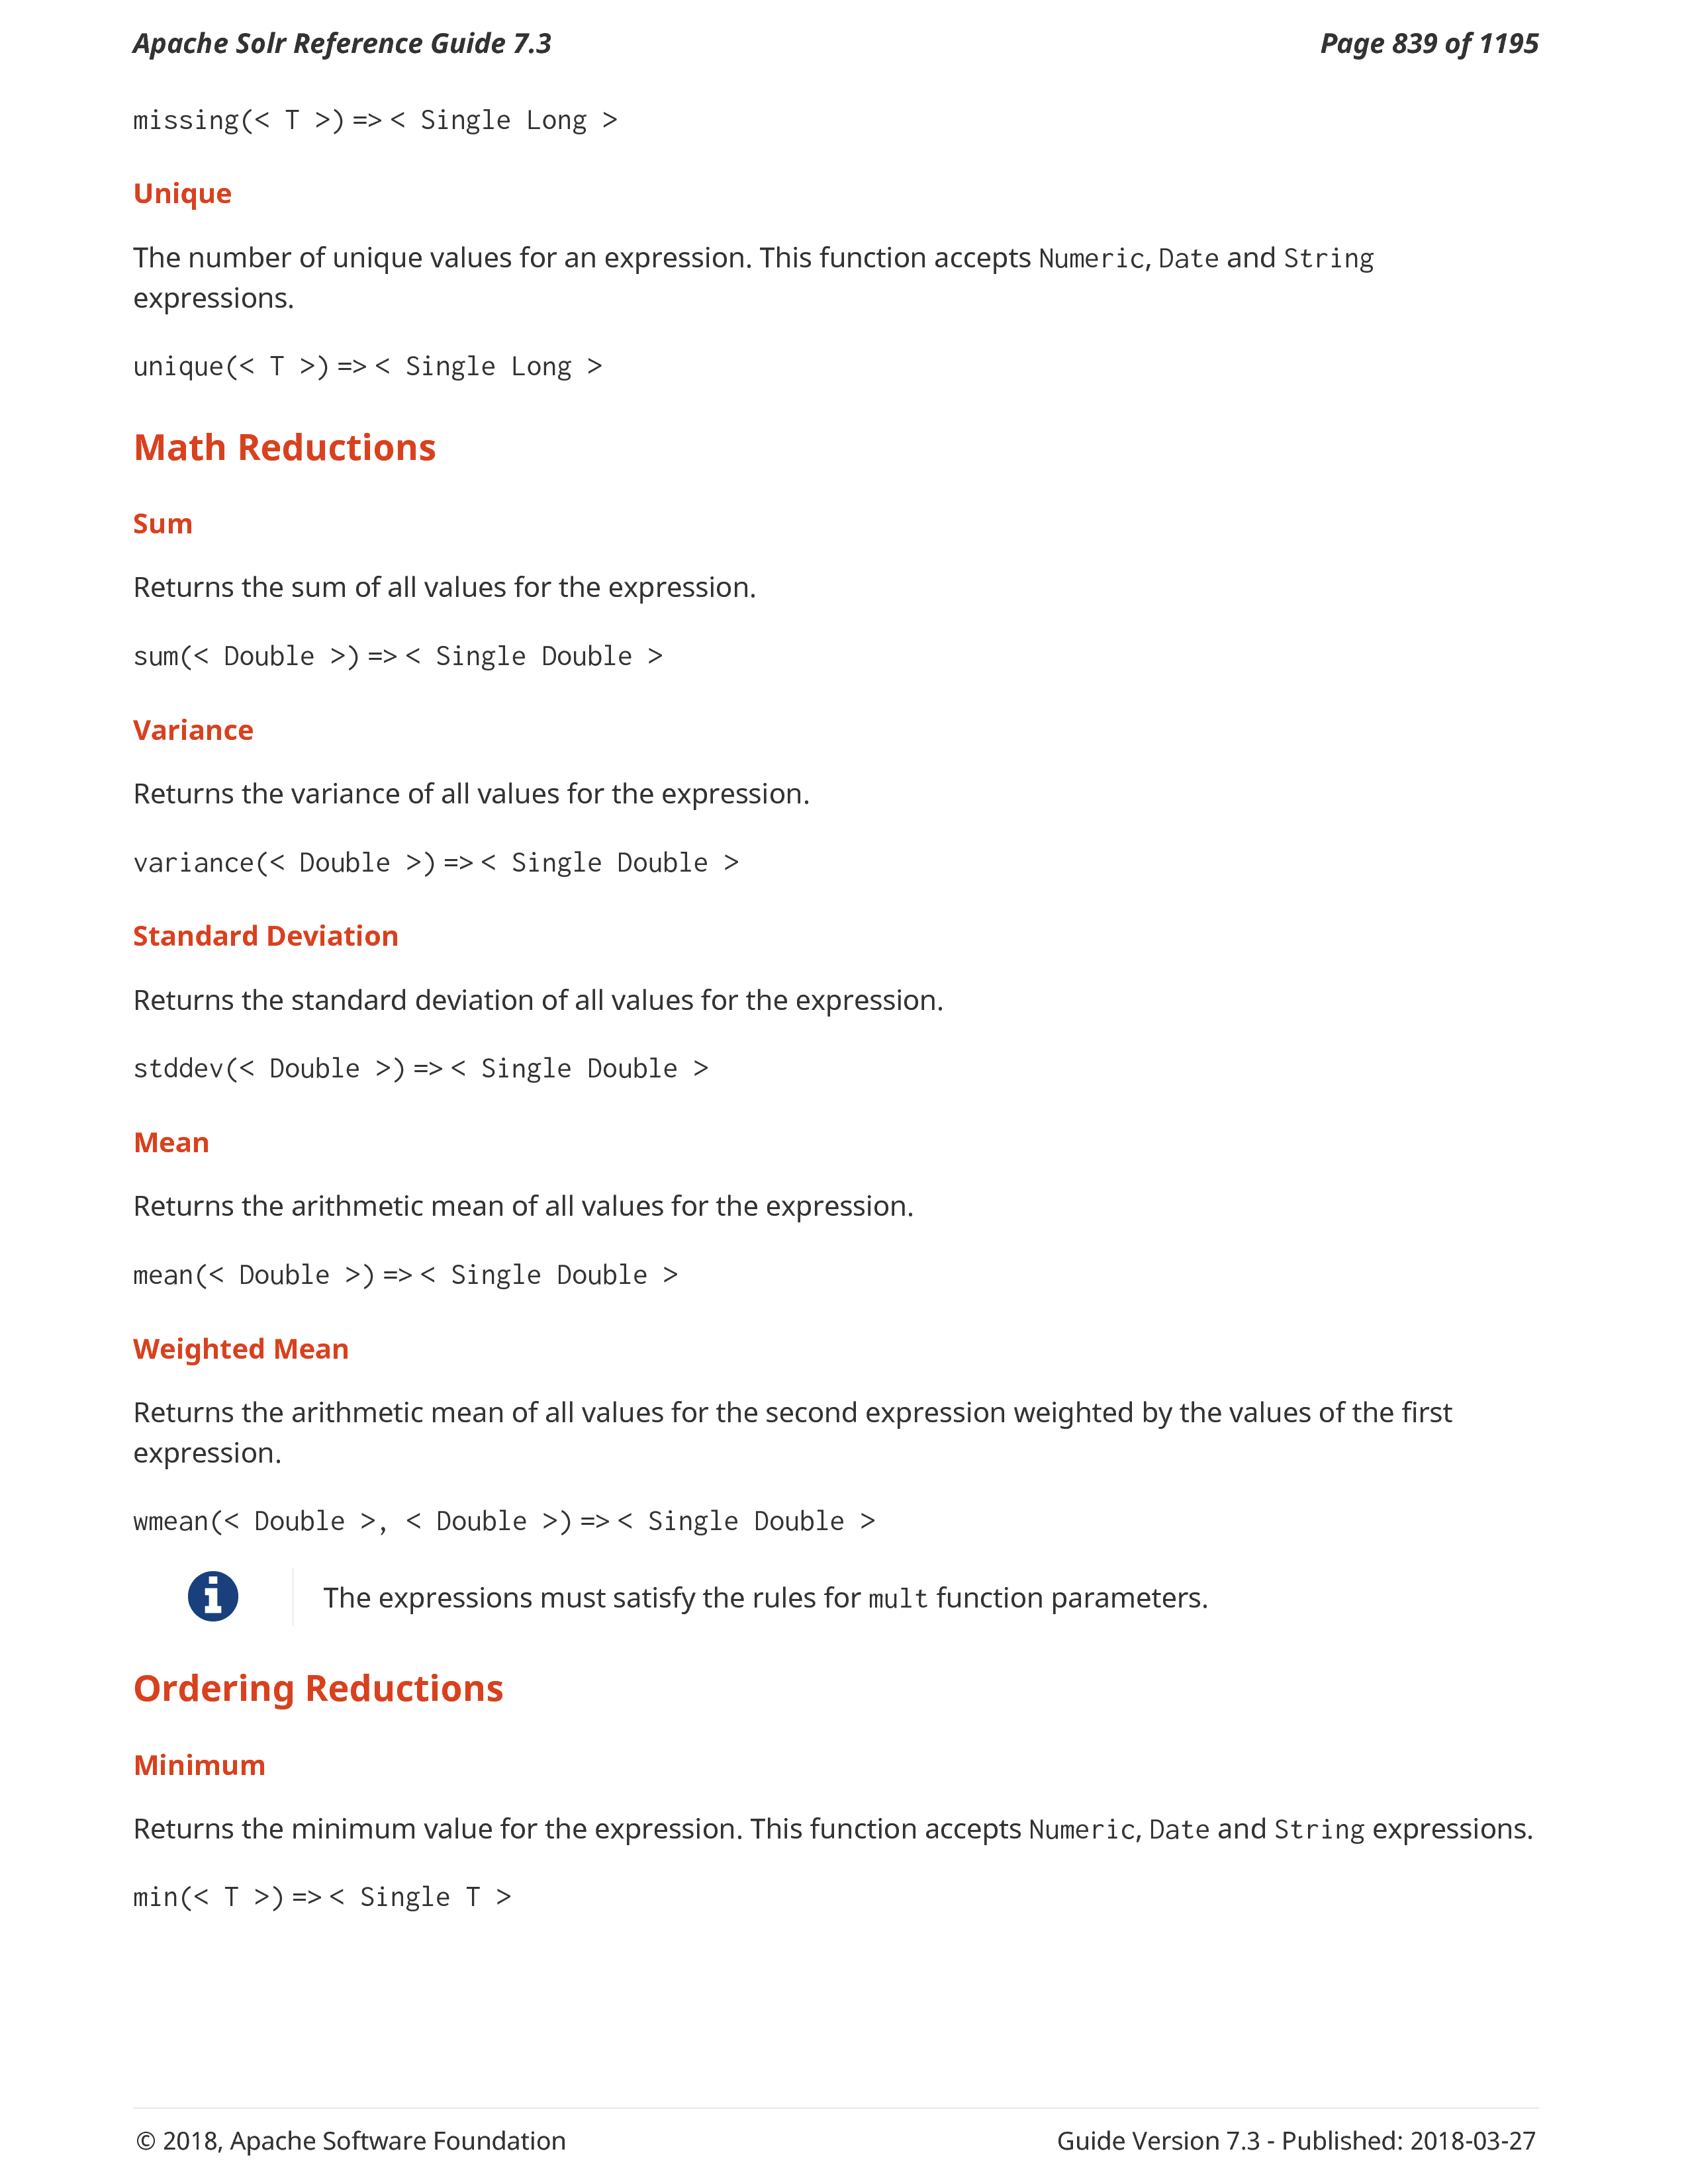 Apache Solr Reference Guide 7.3
Page 839 of 1195
missing(< T >) => < Single Long >
Unique
The number of unique values for an expression. This function accepts Numeric, Date and String
expressions.
unique(< T >) => < Single Long >
Math Reductions
Sum
Returns the sum of all values for the expression.
sum(< Double >) => < Single Double >
Variance
Returns the variance of all values for the expression.
variance(< Double >) => < Single Double >
Standard Deviation
Returns the standard deviation of all values for the expression.
stddev(< Double >) => < Single Double >
Mean
Returns the arithmetic mean of all values for the expression.
mean(< Double >) => < Single Double >
Weighted Mean
Returns the arithmetic mean of all values for the second expression weighted by the values of the first
expression.
wmean(< Double >, < Double >) => < Single Double >
The expressions must satisfy the rules for mult function parameters.
Ordering Reductions
Minimum
Returns the minimum value for the expression. This function accepts Numeric, Date and String expressions.
min(< T >) => < Single T >
© 2018, Apache Software Foundation
Guide Version 7.3 - Published: 2018-03-27